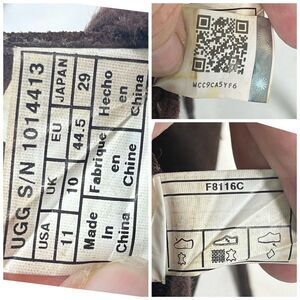 UGG S/N 1014413
USA UK EU JAPAN
11 10 44.5 29
Made Fabriqué Hecho
In en en
China Chine China
WCC9CA5YF6
F8116C